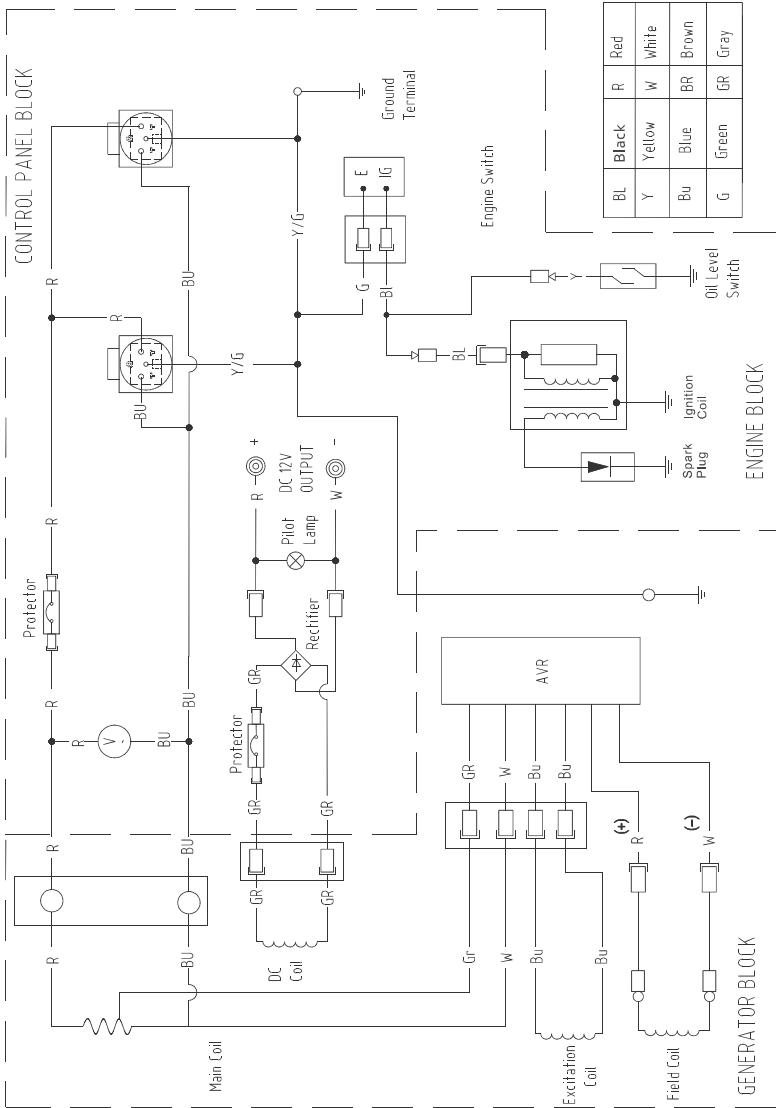 CONTROL PANEL BLOCK
R
R
R
R
R
R
R
BU
BU
BU
BU
BU
BU
V
Protector
Y/G
Y/G
Ground
Terminal
E
IG
Engine Switch
G
Bl
+
-
DC 12V
OUTPUT
R
W
Pilot
Lamp
Rectifier
Protector
GR
GR
GR
GR
GR
DC
Coil
Main Coil
BL
Black
R
Red
Y
Yellow
W
White
Bu
Blue
BR
Brown
G
Green
GR
Gray
Y
Oil Level
Switch
BL
Ignition
Coil
Spark
Plug
ENGINE BLOCK
AVR
GR
W
Bu
Bu
Gr
W
Bu
Bu
(+)
R
(-)
W
Excitation
Coil
Field Coil
GENERATOR BLOCK